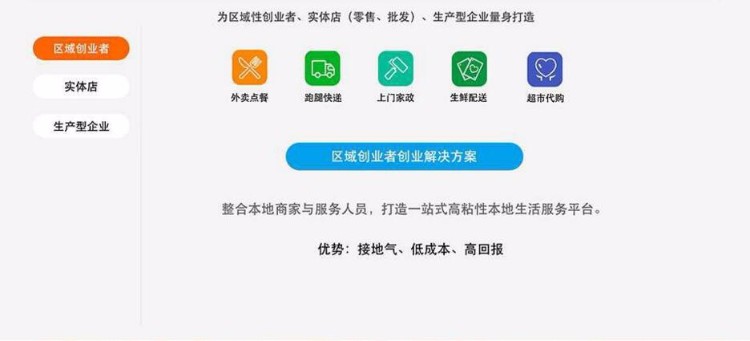 为区域性创业者、实体店（零售、批发）、生产型企业量身打造
区域创业者
实体店
生产型企业
外卖点餐
跑腿快递
上门家政
生鲜配送
超市代购
区域创业者创业解决方案
整合本地商家与服务人员，打造一站式高粘性本地生活服务平台。
优势：接地气、低成本、高回报